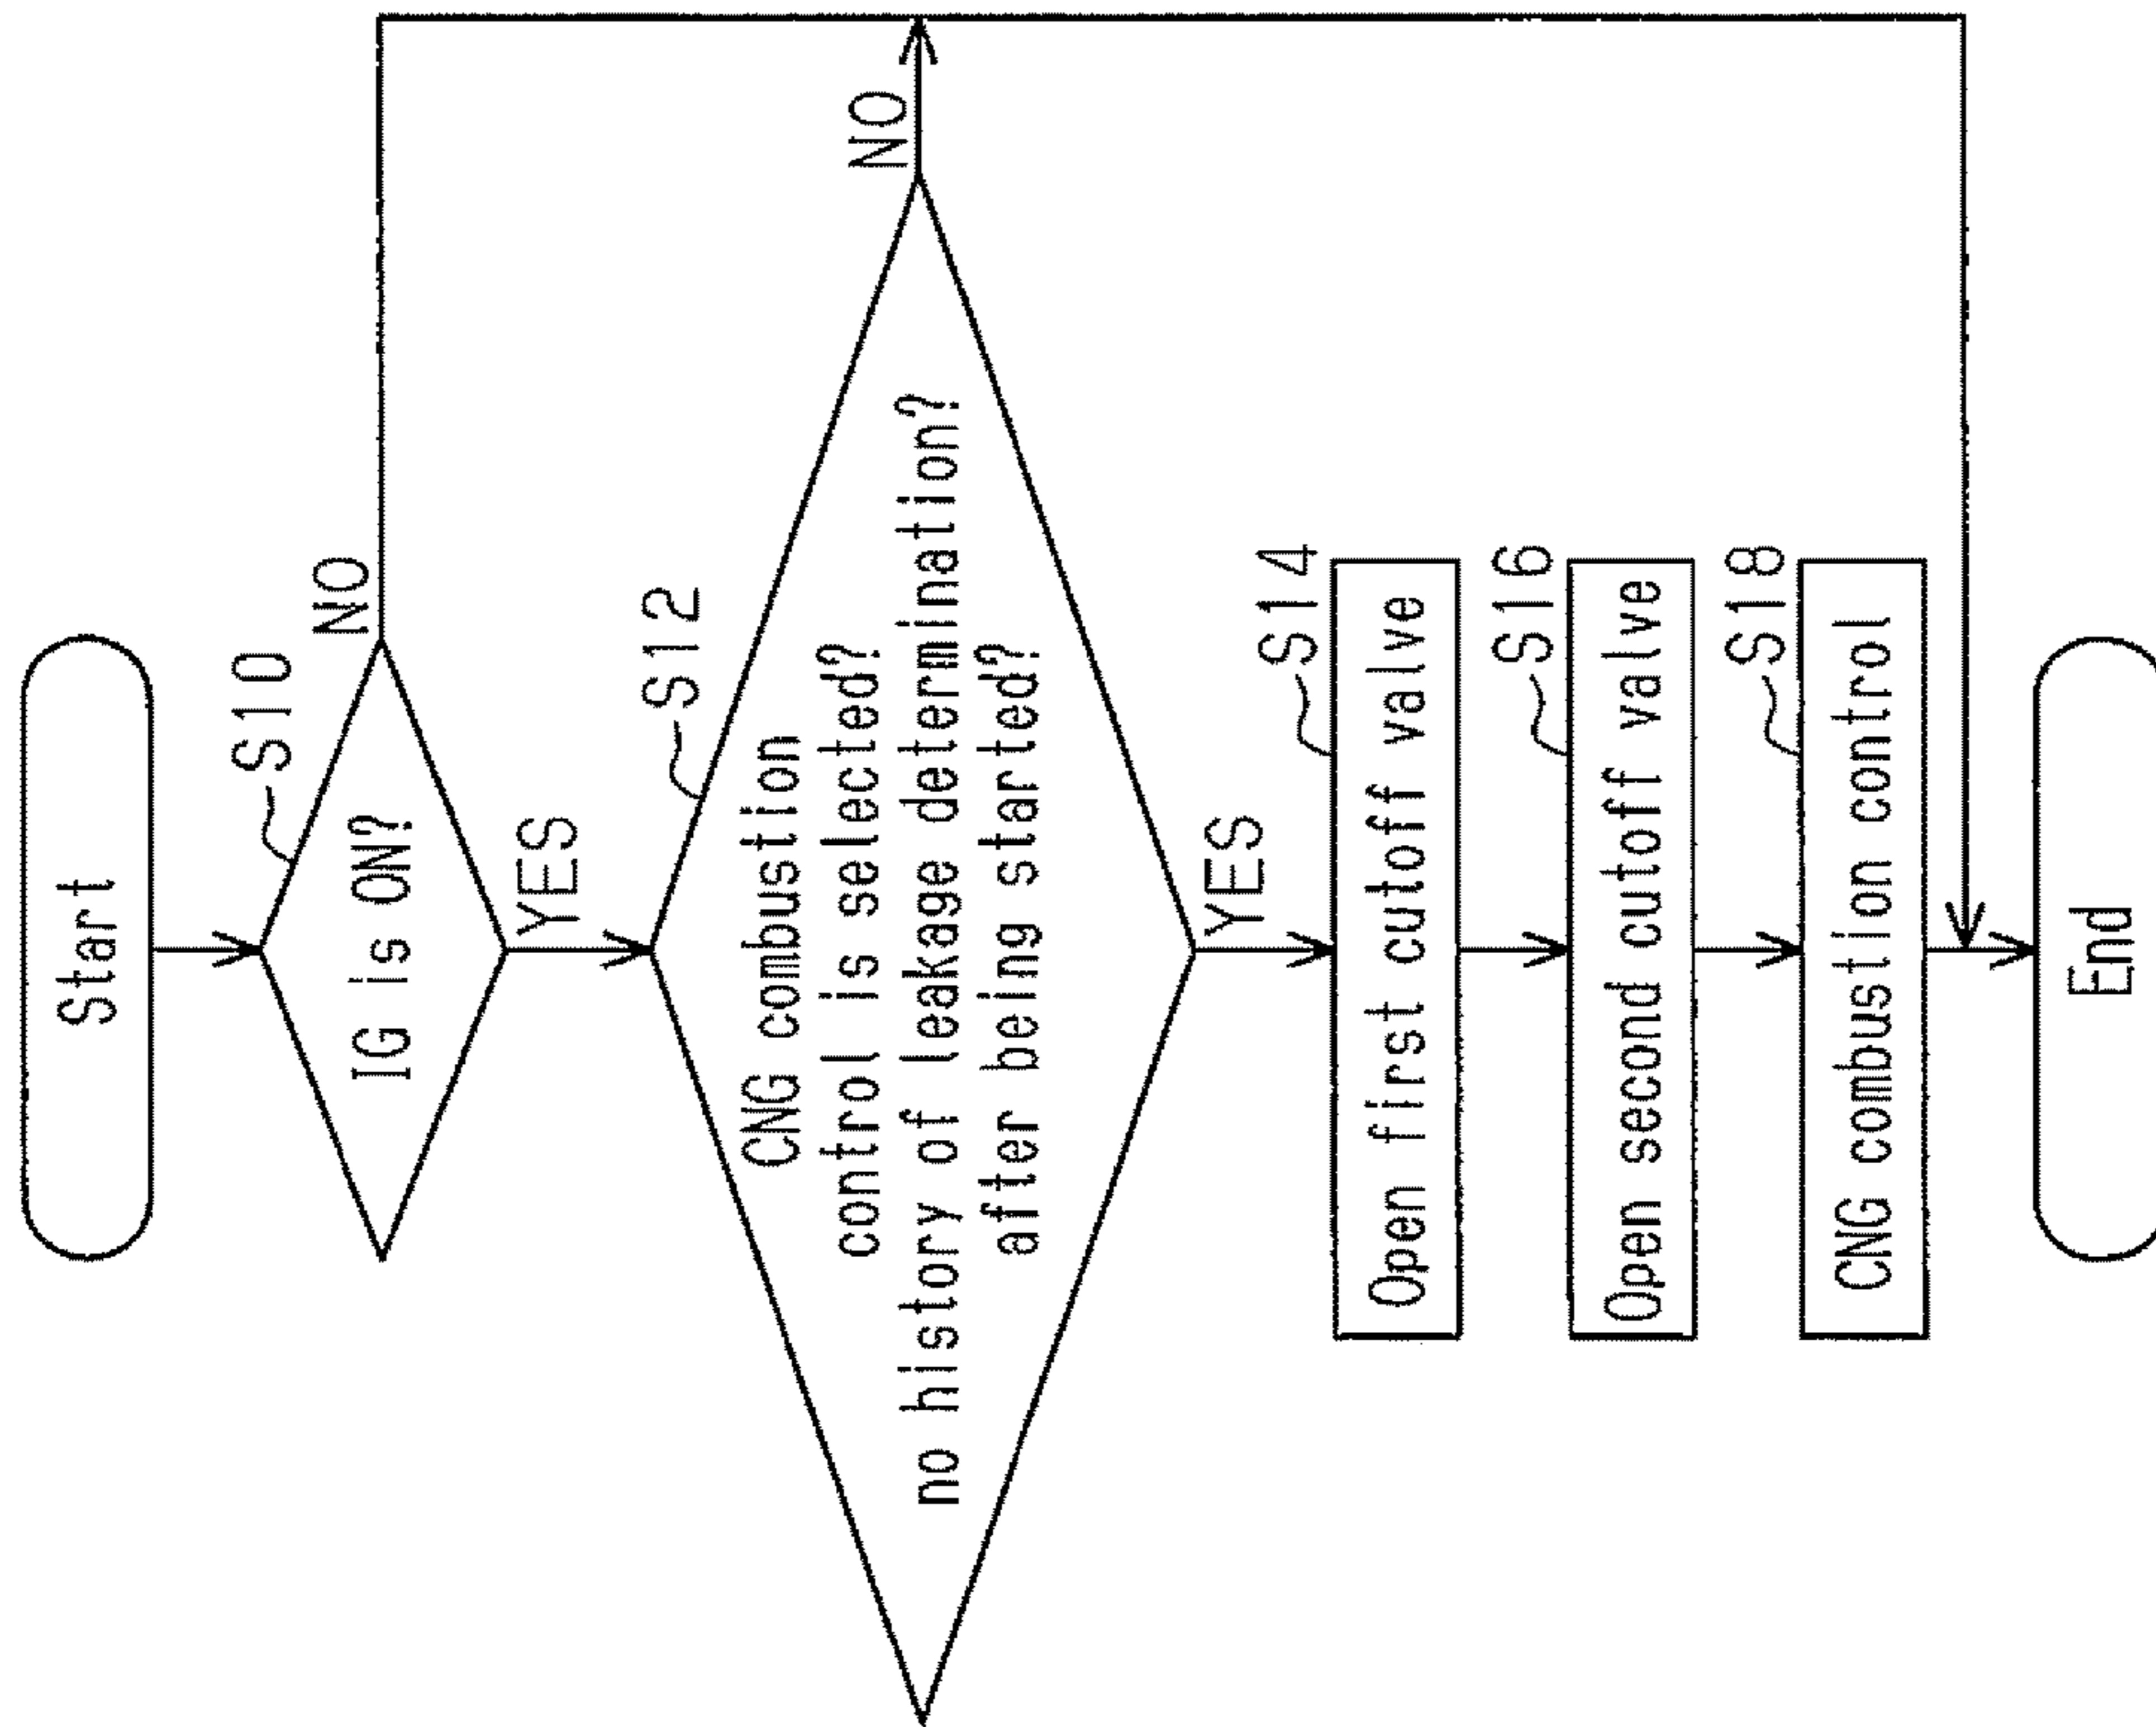 Start
S10
IG is ON?
NO
YES
S12
CNG combustion
control is selected?
no history of leakage determination?
after being started?
NO
YES
S14
Open first cutoff valve
S16
Open second cutoff valve
S18
CNG combustion control
End